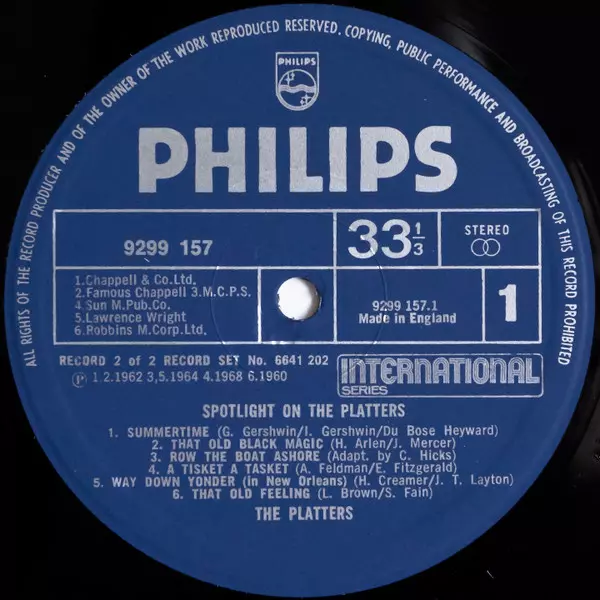 ALL RIGHTS OF THE RECORD PRODUCER AND OF THE OWNER OF THE WORK REPRODUCED RESERVED. COPYING, PUBLIC PERFORMANCE AND BROADCASTING OF THIS RECORD PROHIBITED
PHILIPS
PHILIPS
9299 157
33 1/3
STEREO
1.Chappell & Co.Ltd.
2.Famous Chappell 3.M.C.P.S.
4.Sun M.Pub.Co.
5.Lawrence Wright
6.Robbins M.Corp.Ltd.
9299 157.1
Made in England
1
RECORD 2 of 2 RECORD SET No. 6641 202
Ⓟ 1.2.1962 3,5.1964 4.1968 6.1960
INTERNATIONAL
SERIES
SPOTLIGHT ON THE PLATTERS
1. SUMMERTIME (G. Gershwin/I. Gershwin/Du Bose Heyward)
2. THAT OLD BLACK MAGIC (H. Arlen/J. Mercer)
3. ROW THE BOAT ASHORE (Adapt. by C. Hicks)
4. A TISKET A TASKET (A. Feldman/E. Fitzgerald)
5. WAY DOWN YONDER (in New Orleans) (H. Creamer/J. T. Layton)
6. THAT OLD FEELING (L. Brown/S. Fain)
THE PLATTERS